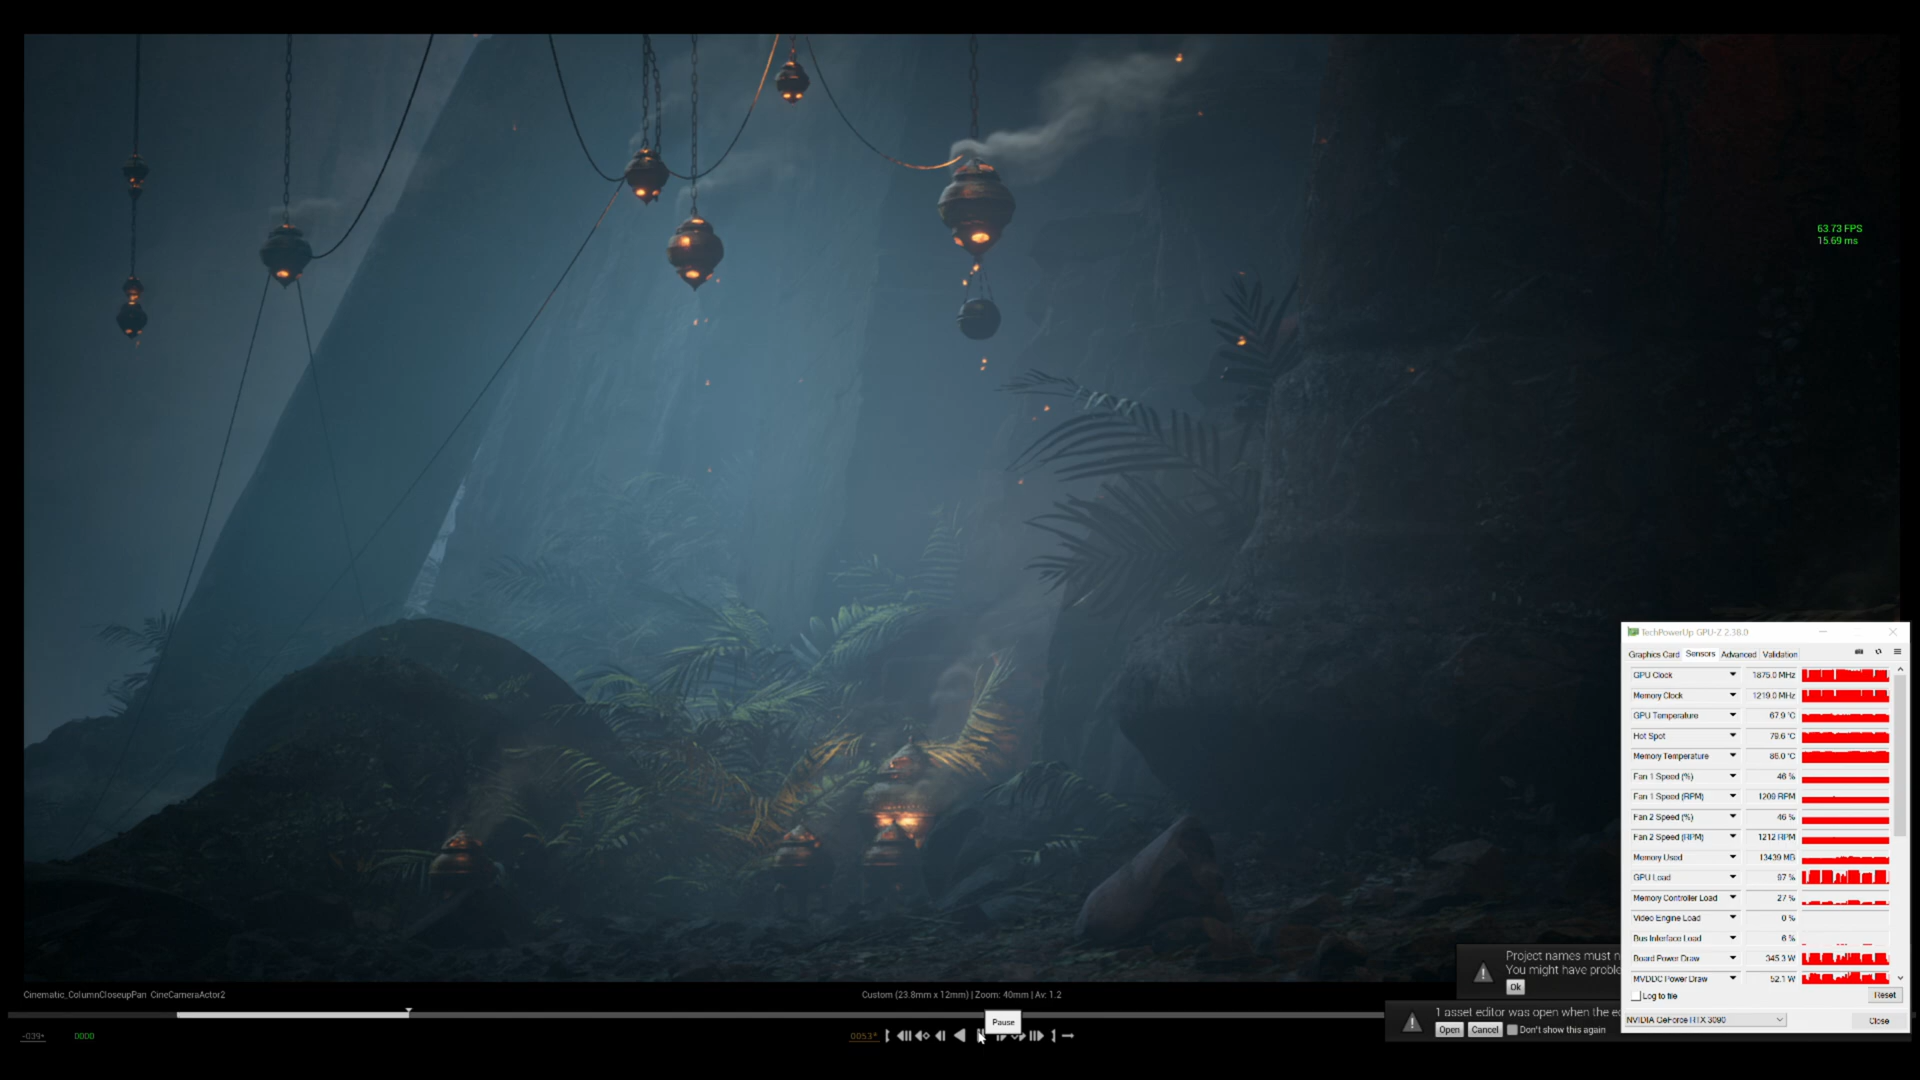 63.73 FPS
15.69 ms
TechPowerUp GPU-Z 2.38.0
Graphics Card Sensors Advanced Validation
GPU Clock 1875.0 MHz
Memory Clock 1219.0 MHz
GPU Temperature 67.9 °C
Hot Spot 79.6 °C
Memory Temperature 86.0 °C
Fan 1 Speed (%) 46 %
Fan 1 Speed (RPM) 1200 RPM
Fan 2 Speed (%) 46 %
Fan 2 Speed (RPM) 1212 RPM
Memory Used 13439 MB
GPU Load 97 %
Memory Controller Load 27 %
Video Engine Load 0 %
Bus Interface Load 6 %
Board Power Draw 345.3 W
MVDDC Power Draw 52.1 W
Log to file Reset
NVIDIA GeForce RTX 3090 Close
Project names must n
You might have proble
Ok
1 asset editor was open when the e
Open Cancel Don't show this again
Cinematic_ColumnCloseupPan CineCameraActor2
Custom (23.8mm x 12mm) | Zoom: 40mm | Av: 1.2
Pause
-039* 0000 0053*